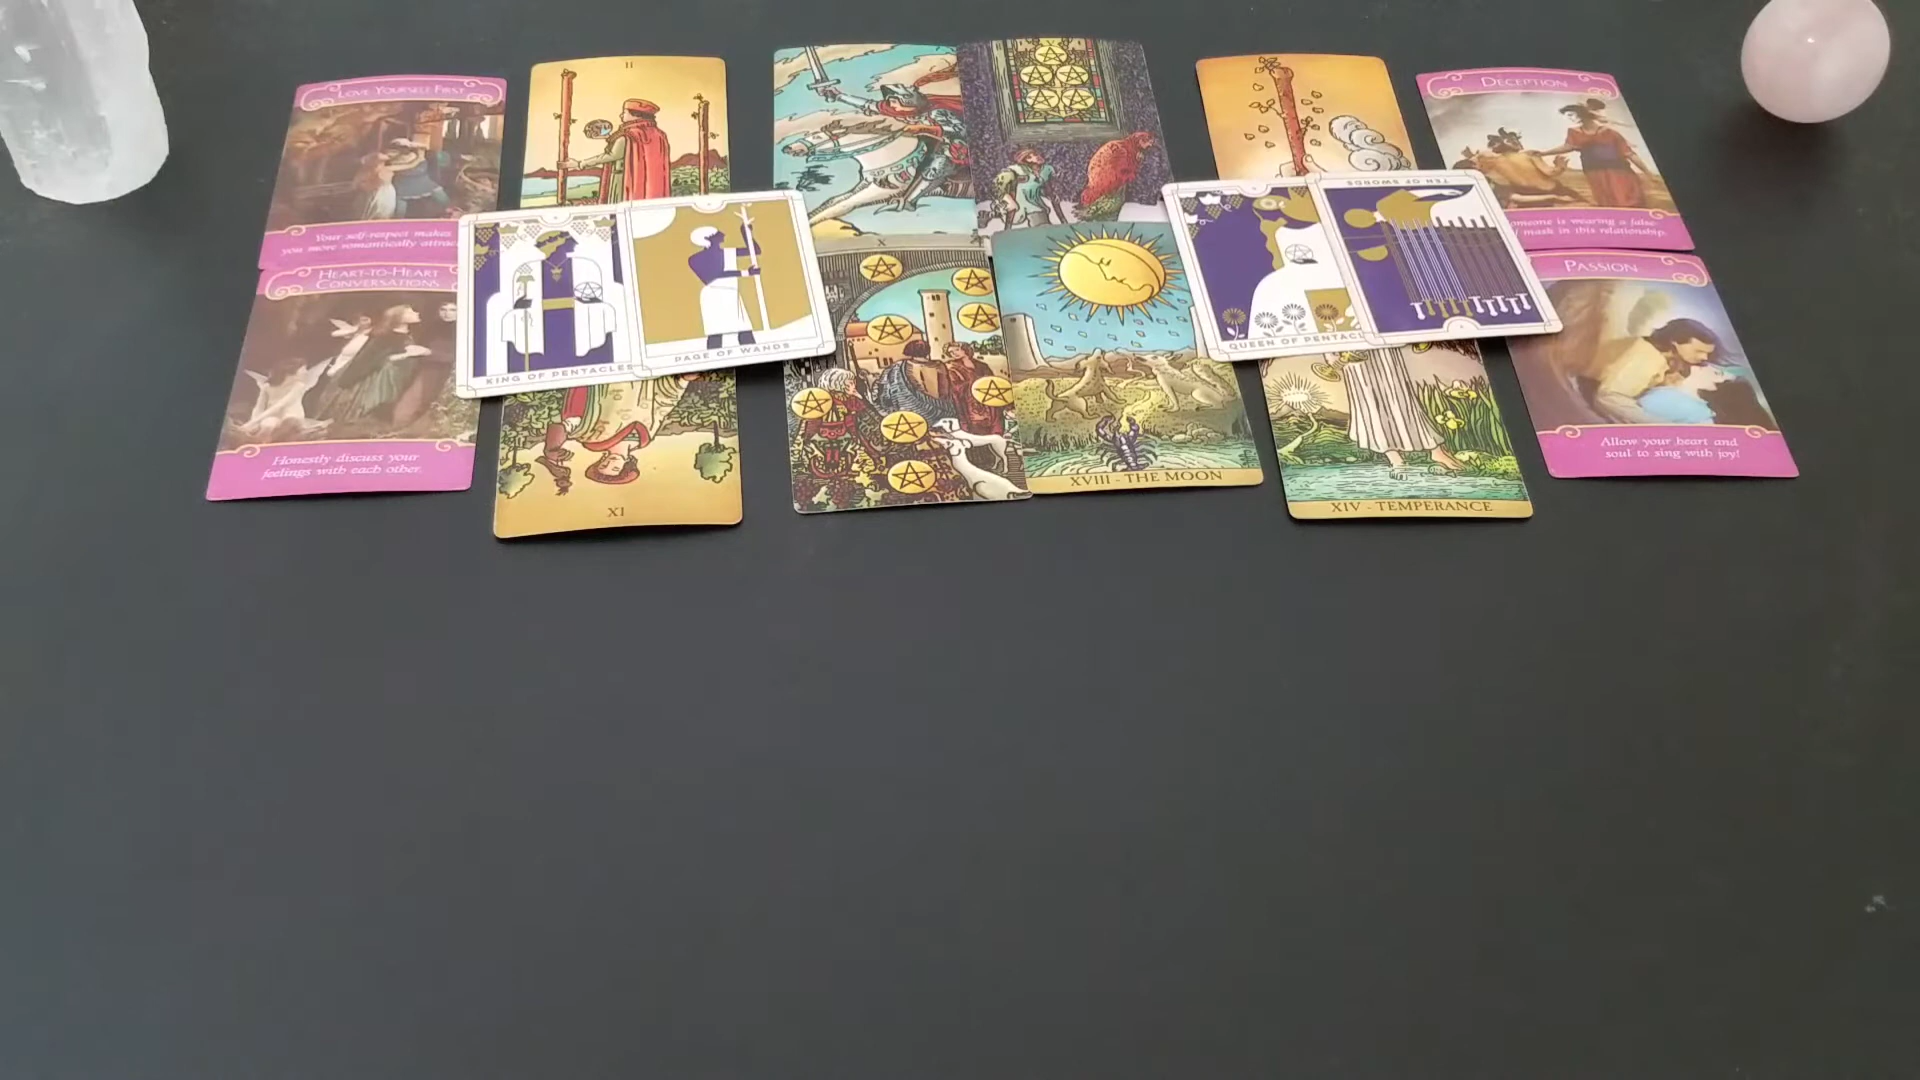 LOVE YOURSELF FIRST
Your self-respect makes
you more romantically
HEART-TO-HEART
CONVERSATIONS
Honestly discuss your
feelings with each other.
II
KING OF PENTACLES
PAGE OF WANDS
XI
V
X
XVIII - THE MOON
QUEEN OF
TEN OF SWORDS
XIV - TEMPERANCE
DECEPTION
is wearing a false
mask in this relationship.
PASSION
Allow your heart and
soul to sing with joy!